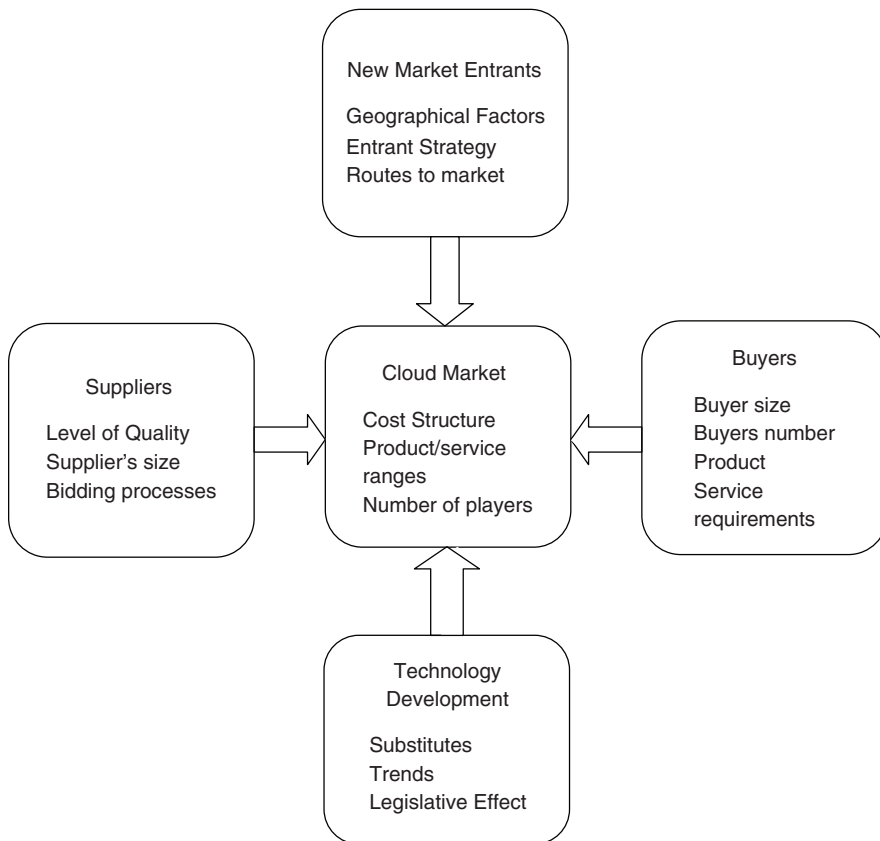 New Market Entrants
Geographical Factors
Entrant Strategy
Routes to market
Suppliers
Level of Quality
Supplier's size
Bidding processes
Cloud Market
Cost Structure
Product/service
ranges
Number of players
Buyers
Buyer size
Buyers number
Product
Service
requirements
Technology
Development
Substitutes
Trends
Legislative Effect